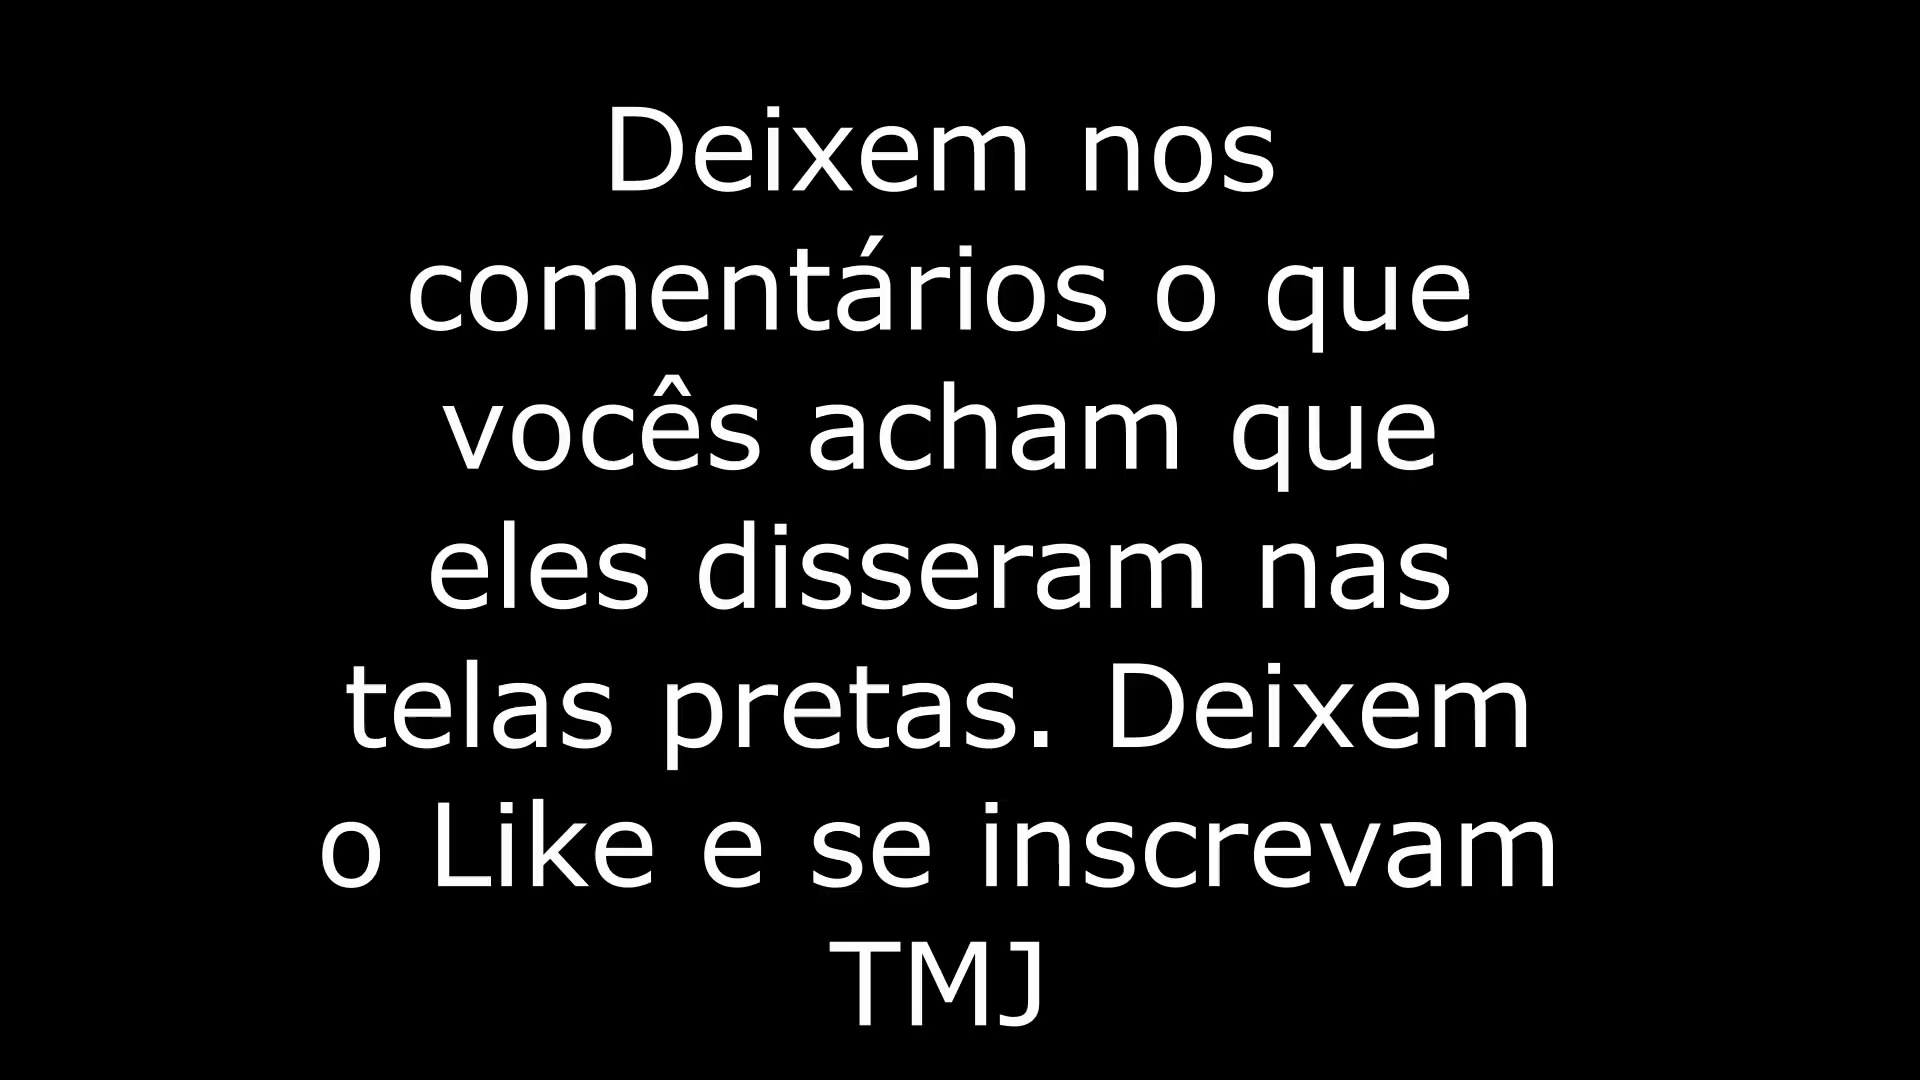 Deixem nos
comentários o que
vocês acham que
eles disseram nas
telas pretas. Deixem
o Like e se inscrevam
TMJ